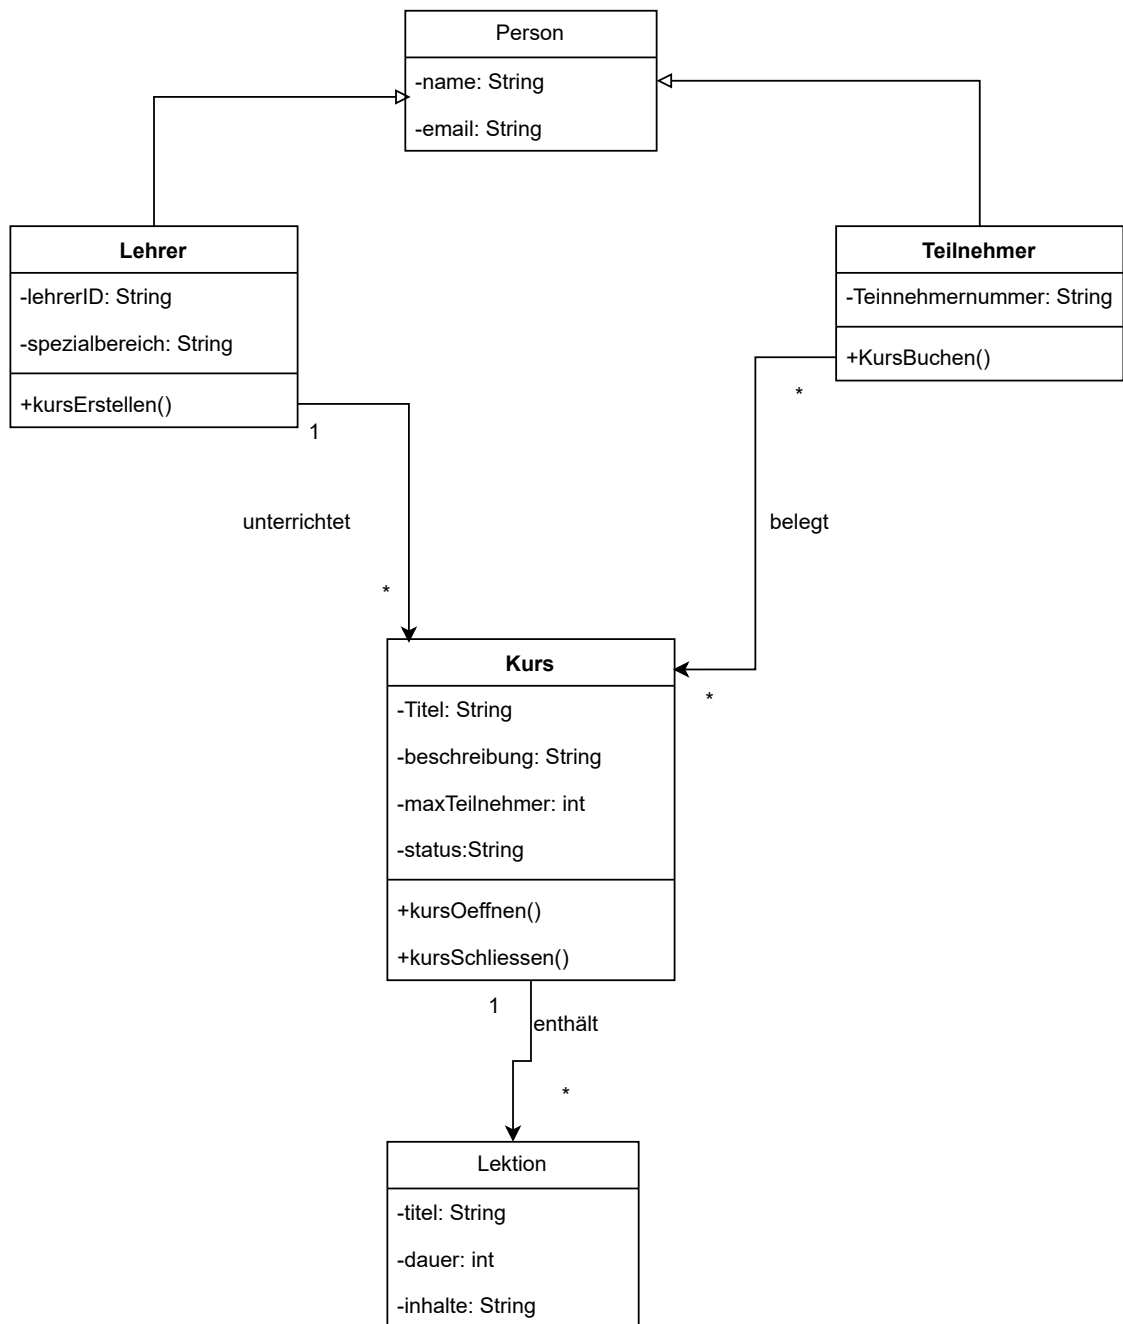 Person
-name: String
-email: String
Lehrer
-lehrerID: String
-spezialbereich: String
+kursErstellen()
Teilnehmer
-Teinnehmernummer: String
+KursBuchen()
1
*
unterrichtet
belegt
*
*
Kurs
-Titel: String
-beschreibung: String
-maxTeilnehmer: int
-status:String
+kursOeffnen()
+kursSchliessen()
1
enthält
*
Lektion
-titel: String
-dauer: int
-inhalte: String